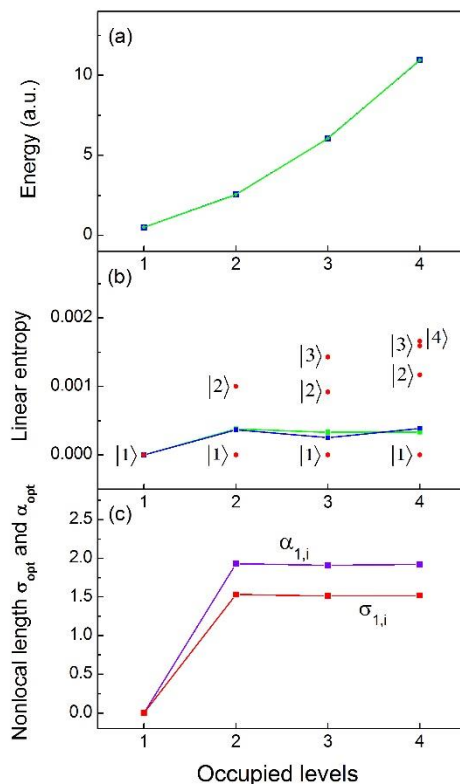 (a)
Energy (a.u.)
10
5
0
1 2 3 4
(b)
Linear entropy
0.002
0.001
0.000
|1⟩ |2⟩ |1⟩ |3⟩ |2⟩ |1⟩ |3⟩ |4⟩ |2⟩ |1⟩
1 2 3 4
(c)
Nonlocal length σopt and αopt
2.5
2.0
1.5
1.0
0.5
0.0
α1,i
σ1,i
1 2 3 4
Occupied levels